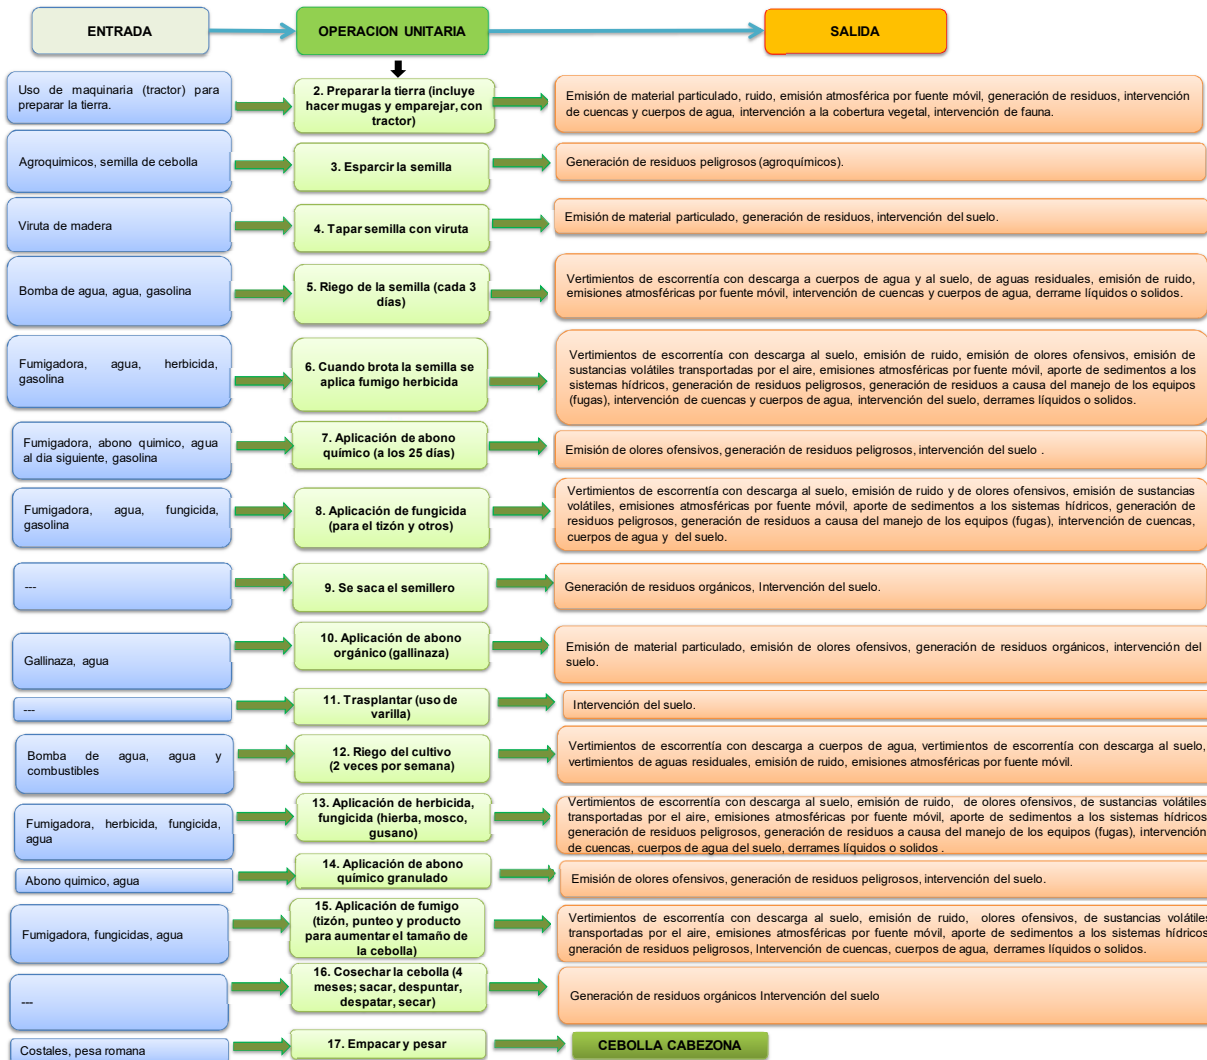 ENTRADA
OPERACION UNITARIA
SALIDA
Uso de maquinaria (tractor) para
preparar la tierra.
2. Preparar la tierra (incluye
hacer mugas y emparejar, con
tractor)
Emisión de material particulado, ruido, emisión atmosférica por fuente móvil, generación de residuos, intervención
de cuencas y cuerpos de agua, intervención a la cobertura vegetal, intervención de fauna.
Agroquimicos, semilla de cebolla
3. Esparcir la semilla
Generación de residuos peligrosos (agroquímicos).
Viruta de madera
4. Tapar semilla con viruta
Emisión de material particulado, generación de residuos, intervención del suelo.
Bomba de agua, agua, gasolina
5. Riego de la semilla (cada 3
días)
Vertimientos de escorrentía con descarga a cuerpos de agua y al suelo, de aguas residuales, emisión de ruido,
emisiones atmosféricas por fuente móvil, intervención de cuencas y cuerpos de agua, derrame líquidos o solidos.
Fumigadora, agua, herbicida,
gasolina
6. Cuando brota la semilla se
aplica fumigo herbicida
Vertimientos de escorrentía con descarga al suelo, emisión de ruido, emisión de olores ofensivos, emisión de
sustancias volátiles transportadas por el aire, emisiones atmosféricas por fuente móvil, aporte de sedimentos a los
sistemas hídricos, generación de residuos peligrosos, generación de residuos a causa del manejo de los equipos
(fugas), intervención de cuencas y cuerpos de agua, intervención del suelo, derrames líquidos o solidos.
Fumigadora, abono quimico, agua
al dia siguiente, gasolina
7. Aplicación de abono
químico (a los 25 días)
Emisión de olores ofensivos, generación de residuos peligrosos, intervención del suelo .
Fumigadora, agua, fungicida,
gasolina
8. Aplicación de fungicida
(para el tizón y otros)
Vertimientos de escorrentía con descarga al suelo, emisión de ruido y de olores ofensivos, emisión de sustancias
volátiles, emisiones atmosféricas por fuente móvil, aporte de sedimentos a los sistemas hídricos, generación de
residuos peligrosos, generación de residuos a causa del manejo de los equipos (fugas), intervención de cuencas,
cuerpos de agua y del suelo.
---
9. Se saca el semillero
Generación de residuos orgánicos, Intervención del suelo.
Gallinaza, agua
10. Aplicación de abono
orgánico (gallinaza)
Emisión de material particulado, emisión de olores ofensivos, generación de residuos orgánicos, intervención del
suelo.
---
11. Trasplantar (uso de
varilla)
Intervención del suelo.
Bomba de agua, agua y
combustibles
12. Riego del cultivo
(2 veces por semana)
Vertimientos de escorrentía con descarga a cuerpos de agua, vertimientos de escorrentía con descarga al suelo,
vertimientos de aguas residuales, emisión de ruido, emisiones atmosféricas por fuente móvil.
Fumigadora, herbicida, fungicida,
agua
13. Aplicación de herbicida,
fungicida (hierba, mosco,
gusano)
Vertimientos de escorrentía con descarga al suelo, emisión de ruido, de olores ofensivos, de sustancias volátiles
transportadas por el aire, emisiones atmosféricas por fuente móvil, aporte de sedimentos a los sistemas hídricos
generación de residuos peligrosos, generación de residuos a causa del manejo de los equipos (fugas), intervención
de cuencas, cuerpos de agua del suelo, derrames líquidos o solidos .
Abono quimico, agua
14. Aplicación de abono
químico granulado
Emisión de olores ofensivos, generación de residuos peligrosos, intervención del suelo.
Fumigadora, fungicidas, agua
15. Aplicación de fumigo
(tizón, punteo y producto
para aumentar el tamaño de
la cebolla)
Vertimientos de escorrentía con descarga al suelo, emisión de ruido, olores ofensivos, de sustancias volátiles
transportadas por el aire, emisiones atmosféricas por fuente móvil, aporte de sedimentos a los sistemas hídricos
gneración de residuos peligrosos, Intervención de cuencas, cuerpos de agua, derrames líquidos o solidos.
---
16. Cosechar la cebolla (4
meses; sacar, despuntar,
despatar, secar)
Generación de residuos orgánicos Intervención del suelo
Costales, pesa romana
17. Empacar y pesar
CEBOLLA CABEZONA